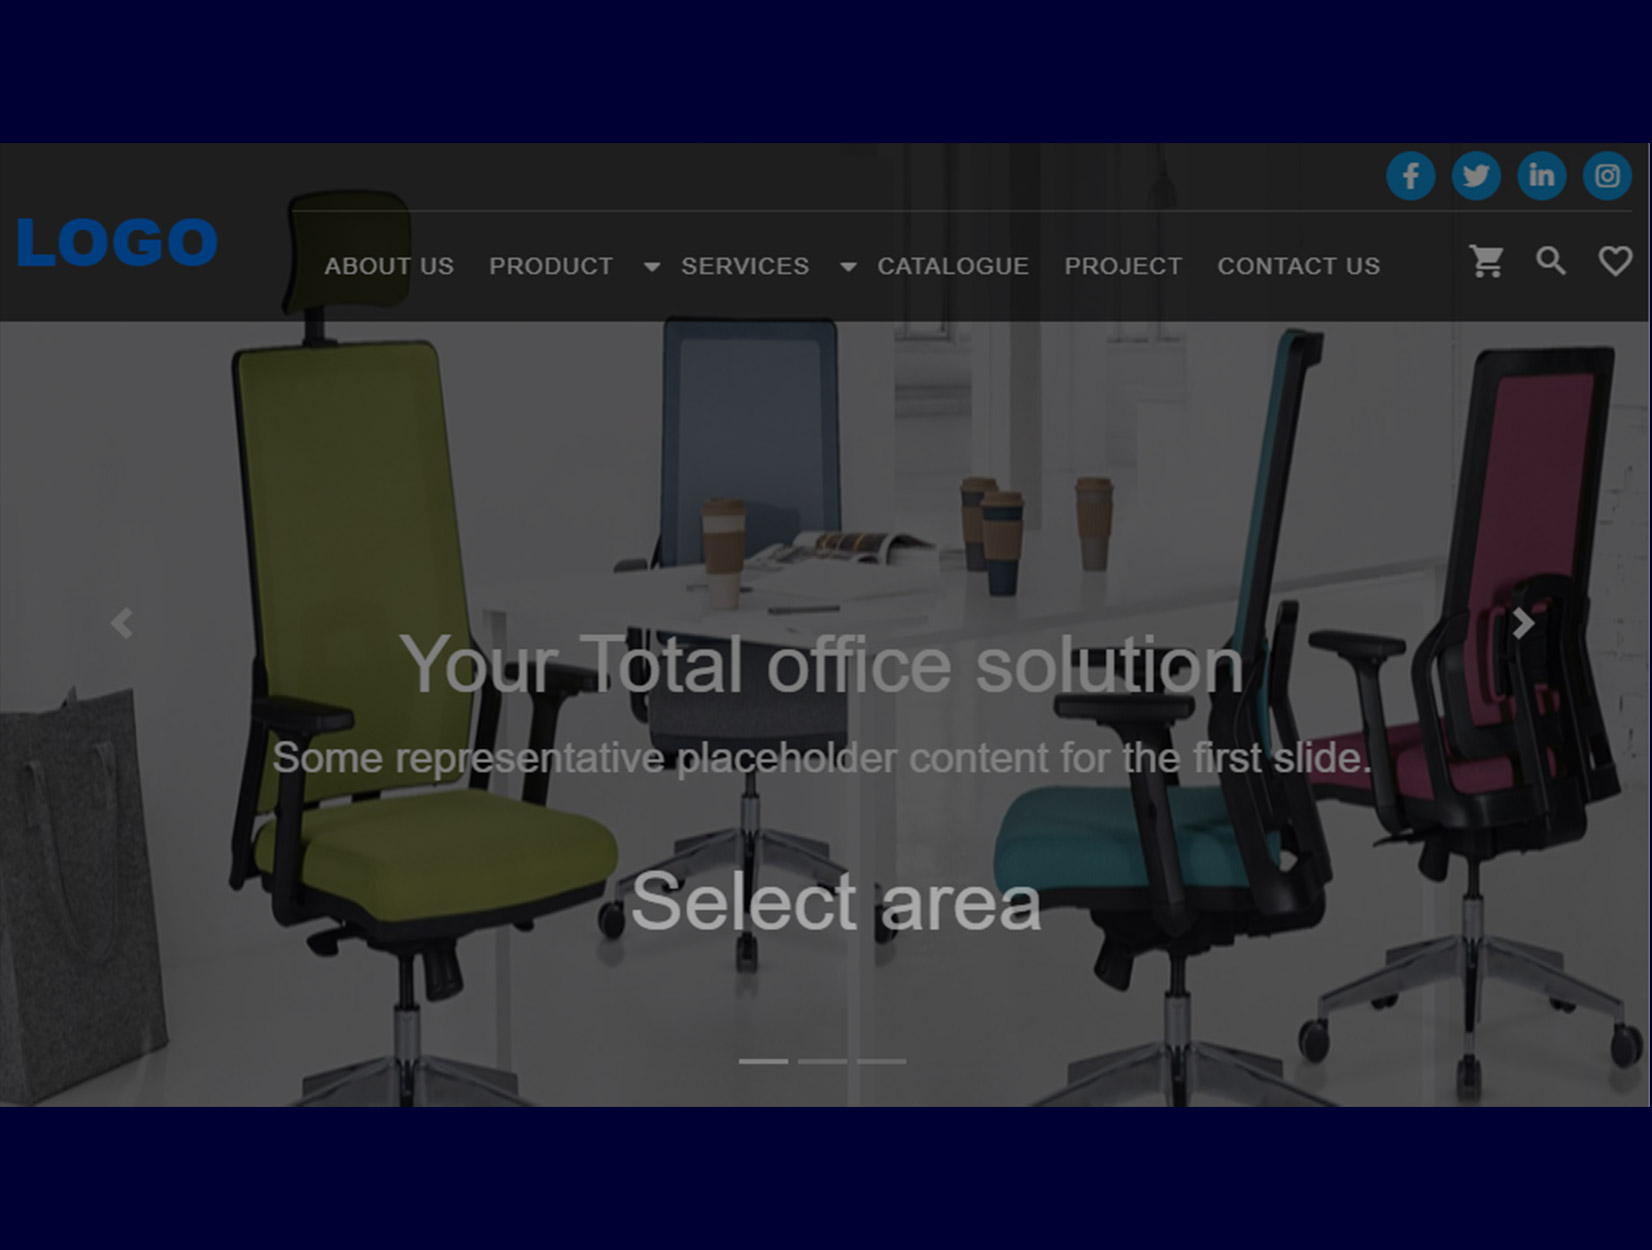 LOGO
ABOUT US PRODUCT SERVICES CATALOGUE PROJECT CONTACT US
Your Total office solution
Some representative placeholder content for the first slide.
Select area